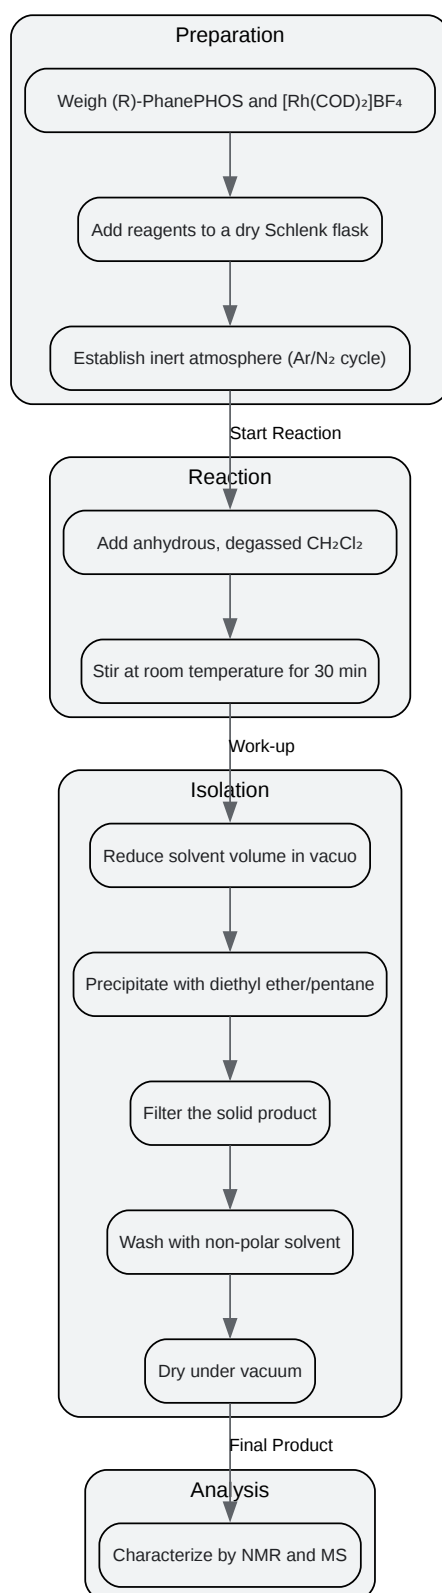 Preparation
Weigh (R)-PhanePHOS and [Rh(COD)₂]BF₄
Add reagents to a dry Schlenk flask
Establish inert atmosphere (Ar/N₂ cycle)
Start Reaction
Reaction
Add anhydrous, degassed CH₂Cl₂
Stir at room temperature for 30 min
Work-up
Isolation
Reduce solvent volume in vacuo
Precipitate with diethyl ether/pentane
Filter the solid product
Wash with non-polar solvent
Dry under vacuum
Final Product
Analysis
Characterize by NMR and MS